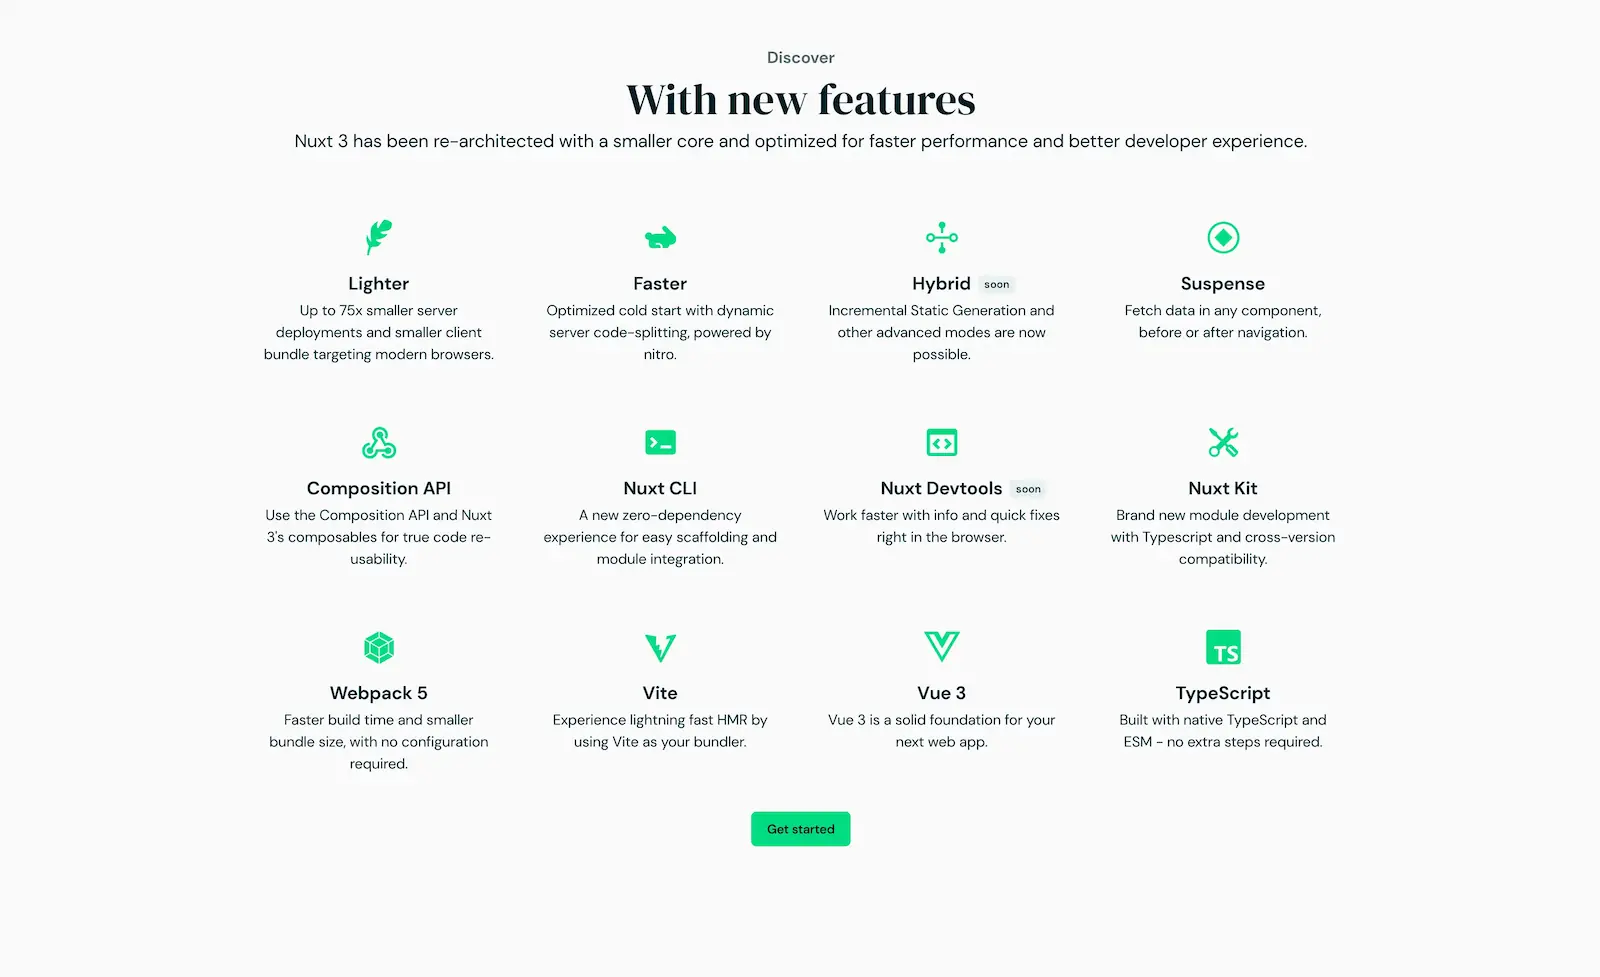 Discover
With new features
Nuxt 3 has been re-architected with a smaller core and optimized for faster performance and better developer experience.
Lighter
Up to 75x smaller server
deployments and smaller client
bundle targeting modern browsers.
Faster
Optimized cold start with dynamic
server code-splitting, powered by
nitro.
Hybrid soon
Incremental Static Generation and
other advanced modes are now
possible.
Suspense
Fetch data in any component,
before or after navigation.
Composition API
Use the Composition API and Nuxt
3's composables for true code re-
usability.
Nuxt CLI
A new zero-dependency
experience for easy scaffolding and
module integration.
Nuxt Devtools soon
Work faster with info and quick fixes
right in the browser.
Nuxt Kit
Brand new module development
with Typescript and cross-version
compatibility.
Webpack 5
Faster build time and smaller
bundle size, with no configuration
required.
Vite
Experience lightning fast HMR by
using Vite as your bundler.
Vue 3
Vue 3 is a solid foundation for your
next web app.
TS
TypeScript
Built with native TypeScript and
ESM - no extra steps required.
Get started